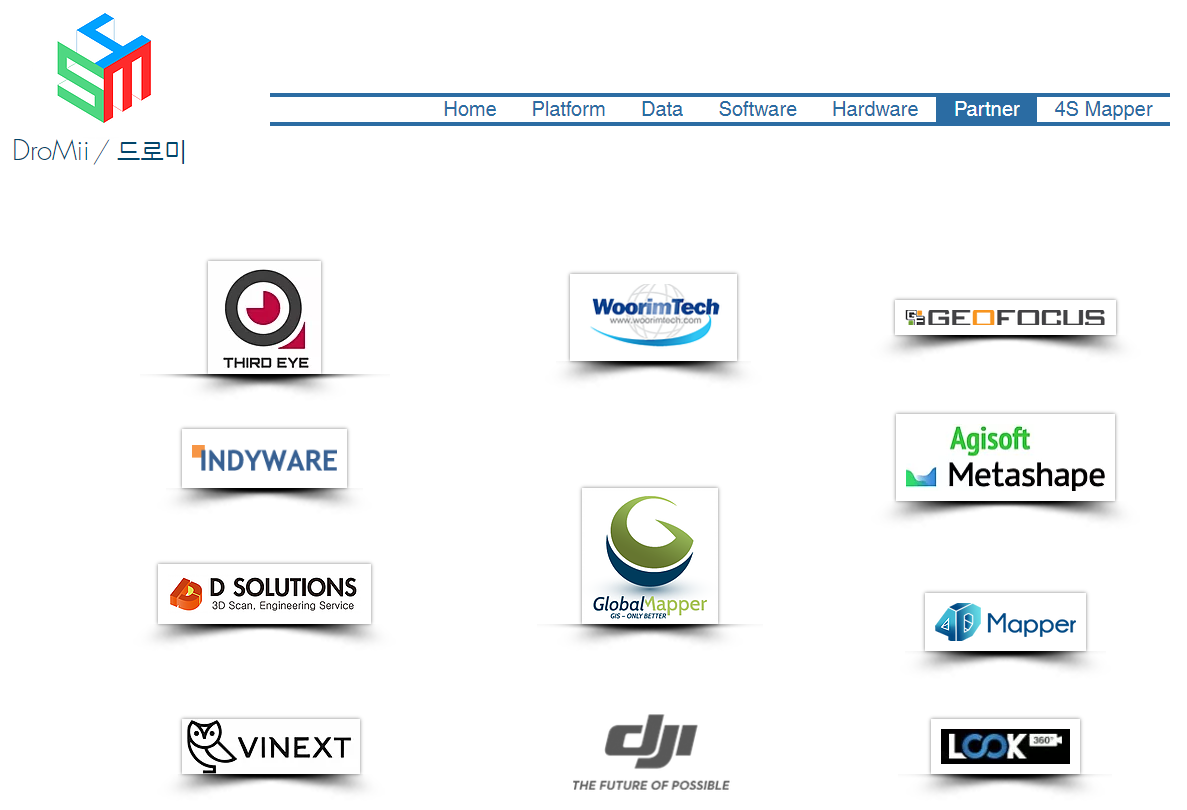 4SM
DroMii / 드로미
Home Platform Data Software Hardware Partner 4S Mapper
THIRD EYE
WoorimTech
www.woorimtech.com
GEOFOCUS
INDYWARE
Agisoft
Metashape
D SOLUTIONS
3D Scan, Engineering Service
GlobalMapper
GIS – ONLY BETTER
4D Mapper
VINEXT
dji
THE FUTURE OF POSSIBLE
LOOK 360°